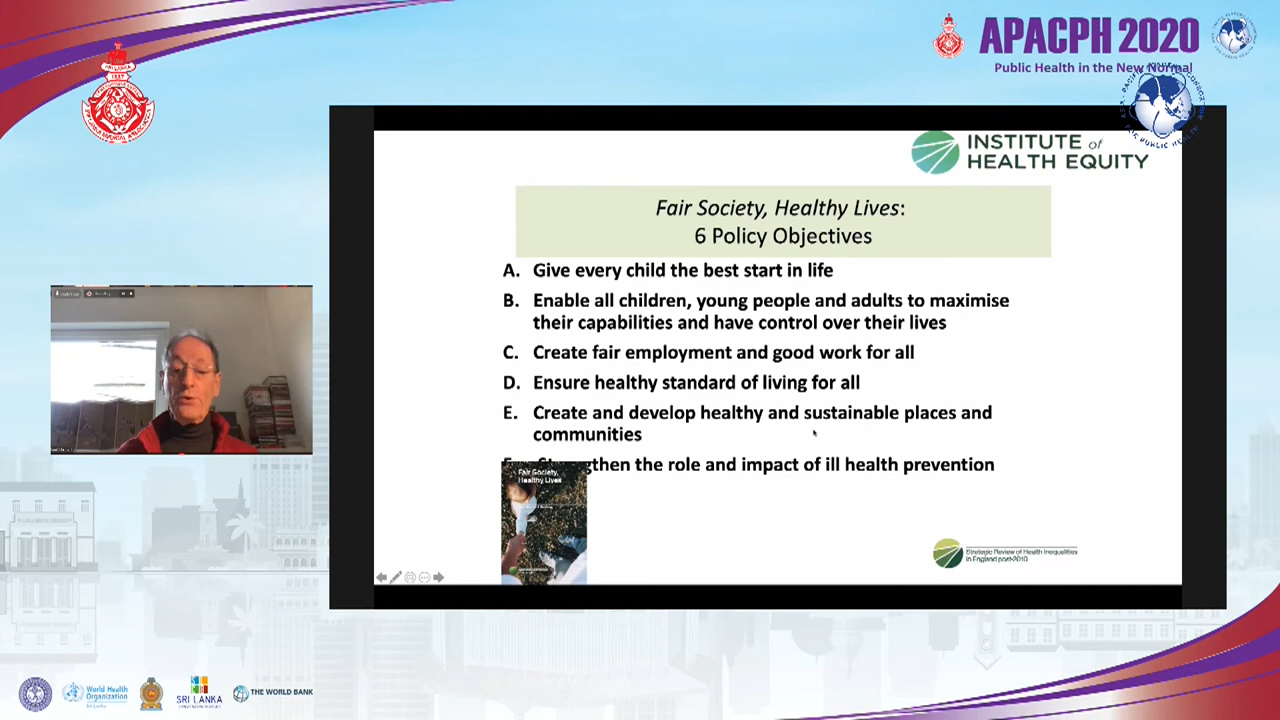 APACPH 2020
Public Health in the New Normal
SRI LANKA
1887
INSTITUTE of
HEALTH EQUITY
Fair Society, Healthy Lives:
6 Policy Objectives
A. Give every child the best start in life
B. Enable all children, young people and adults to maximise
their capabilities and have control over their lives
C. Create fair employment and good work for all
D. Ensure healthy standard of living for all
E. Create and develop healthy and sustainable places and
communities
the role and impact of ill health prevention
Fair Society,
Healthy Lives
Strategic Review of Health Inequalities
in England post-2010
World Health
Organization
Sri Lanka
SRI LANKA
THE WORLD BANK